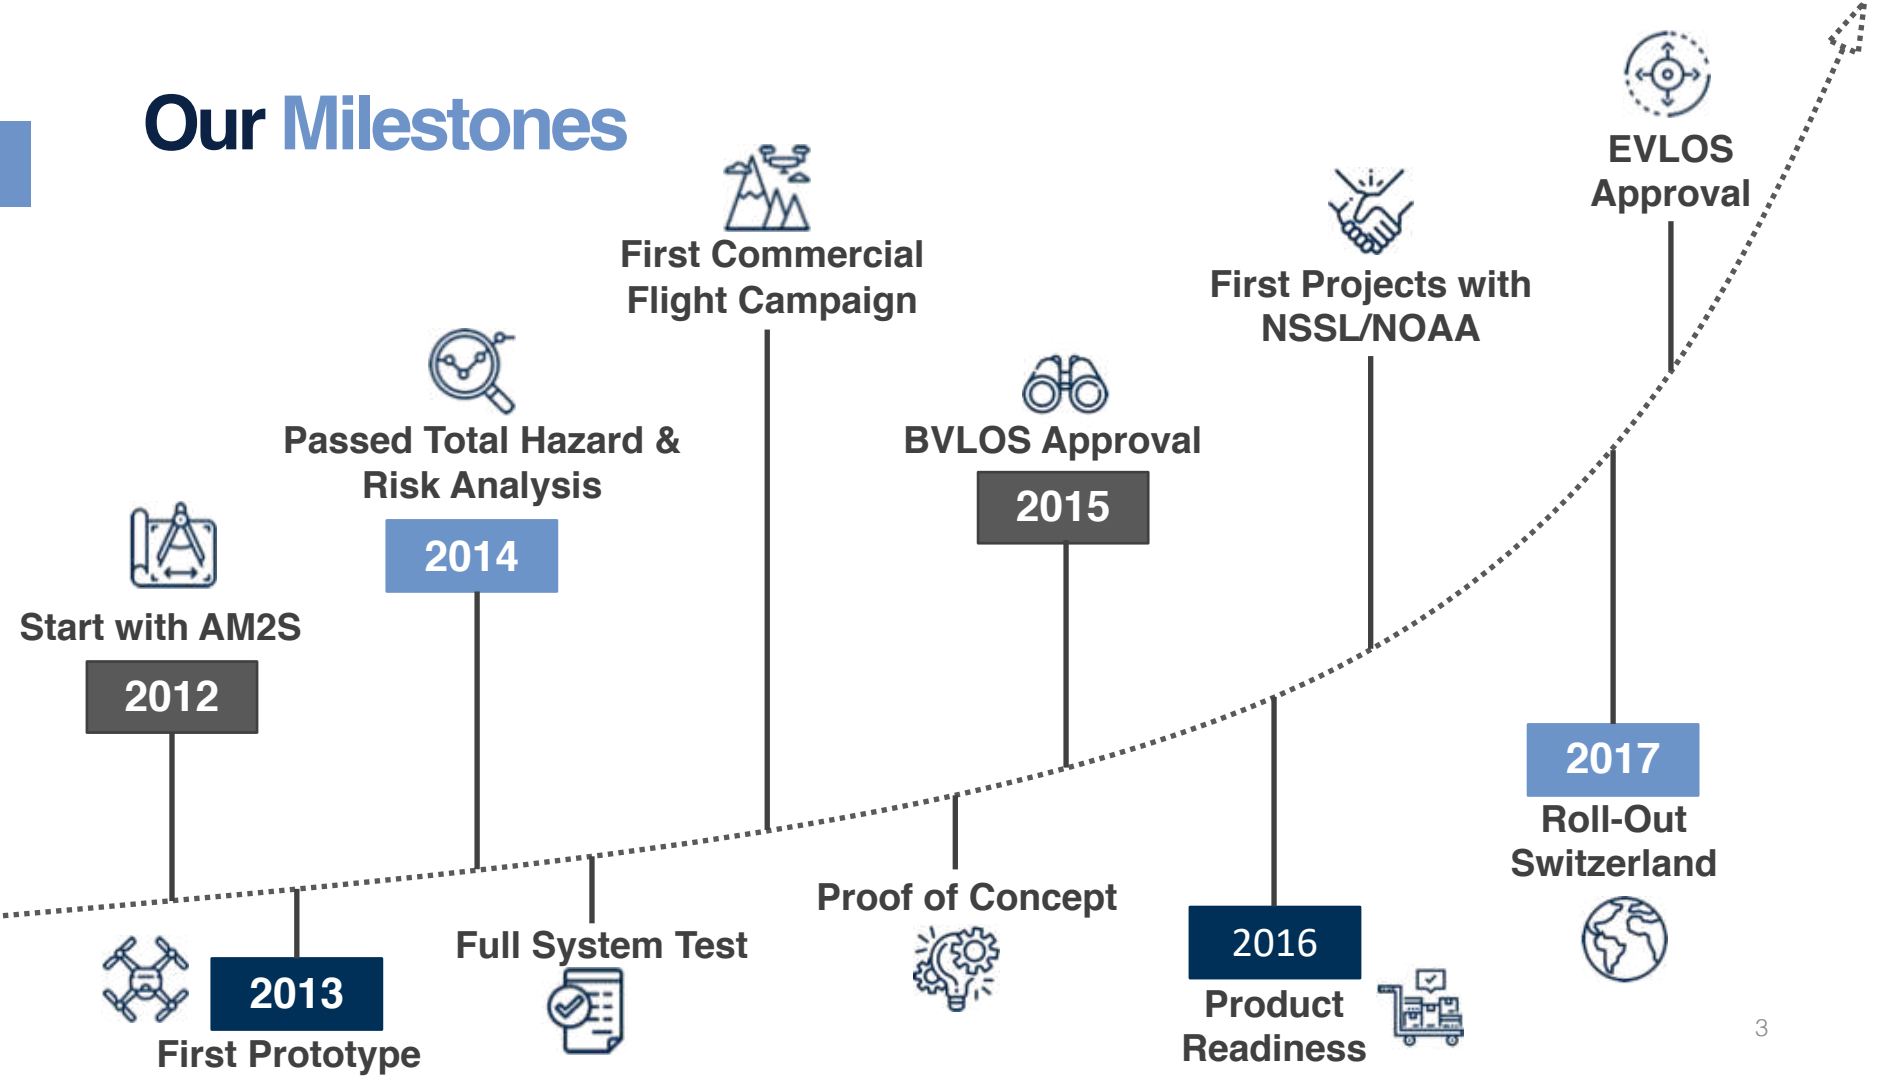 Our Milestones
Start with AM2S
2012
2013
First Prototype
Passed Total Hazard &
Risk Analysis
2014
Full System Test
First Commercial
Flight Campaign
Proof of Concept
BVLOS Approval
2015
2016
Product
Readiness
First Projects with
NSSL/NOAA
2017
Roll-Out
Switzerland
EVLOS
Approval
3